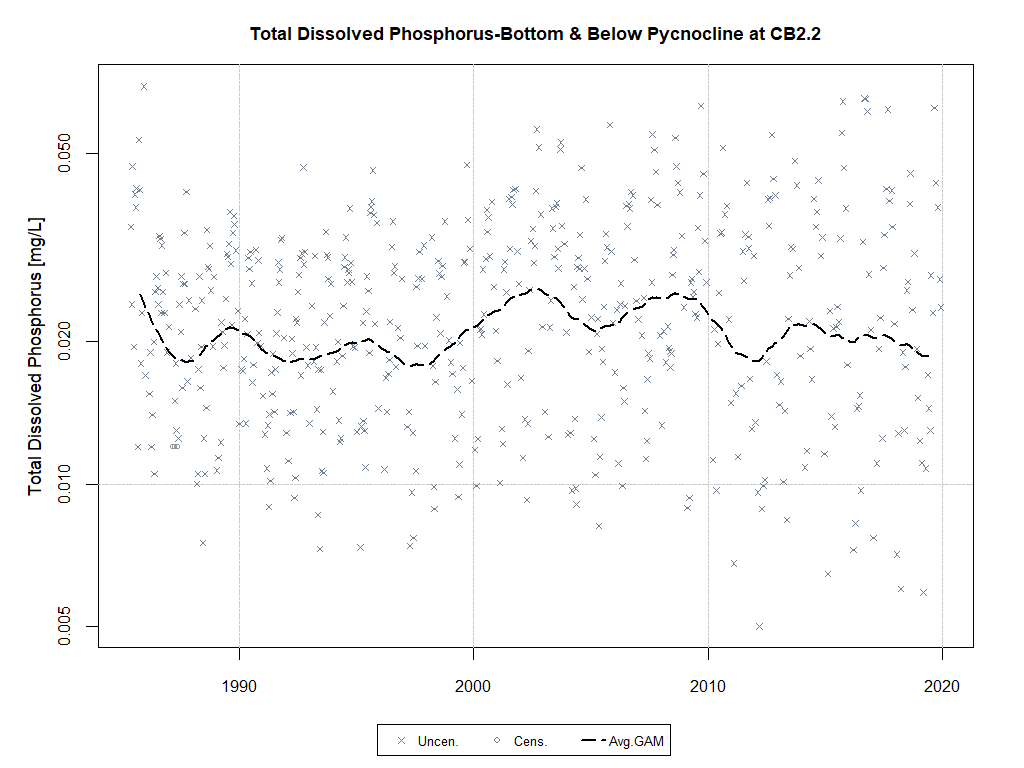 Total Dissolved Phosphorus-Bottom & Below Pycnocline at CB2.2
Total Dissolved Phosphorus [mg/L]
0.050
0.020
0.010
0.005
1990 2000 2010 2020
Uncen. Cens. Avg.GAM